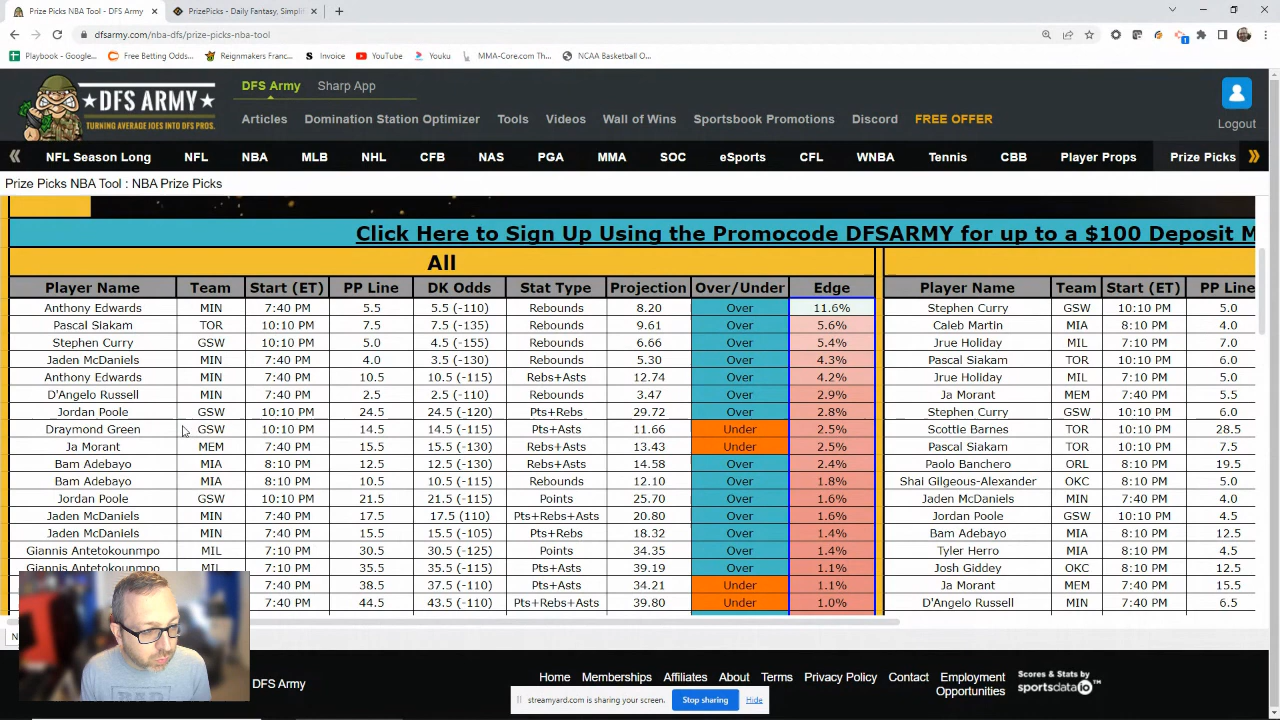 Prize Picks NBA Tool - DFS Army
PrizePicks - Daily Fantasy, Simplif
dfsarmy.com/nba-dfs/prize-picks-nba-tool
Playbook - Google... Free Betting Odds... Reignmakers Franc... Invoice YouTube Youku MMA-Core.com Th... NCAA Basketball O...
★DFS ARMY★
TURNING AVERAGE JOES INTO DFS PROS.
DFS Army Sharp App
Articles Domination Station Optimizer Tools Videos Wall of Wins Sportsbook Promotions Discord FREE OFFER
Logout
« NFL Season Long NFL NBA MLB NHL CFB NAS PGA MMA SOC eSports CFL WNBA Tennis CBB Player Props Prize Picks »
Prize Picks NBA Tool : NBA Prize Picks
Click Here to Sign Up Using the Promocode DFSARMY for up to a $100 Deposit M
All
Player Name Team Start (ET) PP Line DK Odds Stat Type Projection Over/Under Edge Player Name Team Start (ET) PP Line
Anthony Edwards MIN 7:40 PM 5.5 5.5 (-110) Rebounds 8.20 Over 11.6% Stephen Curry GSW 10:10 PM 5.0
Pascal Siakam TOR 10:10 PM 7.5 7.5 (-135) Rebounds 9.61 Over 5.6% Caleb Martin MIA 8:10 PM 4.0
Stephen Curry GSW 10:10 PM 5.0 4.5 (-155) Rebounds 6.66 Over 5.4% Jrue Holiday MIL 7:10 PM 7.0
Jaden McDaniels MIN 7:40 PM 4.0 3.5 (-130) Rebounds 5.30 Over 4.3% Pascal Siakam TOR 10:10 PM 6.0
Anthony Edwards MIN 7:40 PM 10.5 10.5 (-115) Rebs+Asts 12.74 Over 4.2% Jrue Holiday MIL 7:10 PM 7.5
D'Angelo Russell MIN 7:40 PM 2.5 2.5 (-110) Rebounds 3.47 Over 2.9% Ja Morant MEM 7:40 PM 5.5
Jordan Poole GSW 10:10 PM 24.5 24.5 (-120) Pts+Rebs 29.72 Over 2.8% Stephen Curry GSW 10:10 PM 6.0
Draymond Green GSW 10:10 PM 14.5 14.5 (-115) Pts+Asts 11.66 Under 2.5% Scottie Barnes TOR 10:10 PM 28.5
Ja Morant MEM 7:40 PM 15.5 15.5 (-130) Rebs+Asts 13.43 Under 2.5% Pascal Siakam TOR 10:10 PM 7.5
Bam Adebayo MIA 8:10 PM 12.5 12.5 (-130) Rebs+Asts 14.58 Over 2.4% Paolo Banchero ORL 8:10 PM 19.5
Bam Adebayo MIA 8:10 PM 10.5 10.5 (-115) Rebounds 12.10 Over 1.8% Shai Gilgeous-Alexander OKC 8:10 PM 5.0
Jordan Poole GSW 10:10 PM 21.5 21.5 (-115) Points 25.70 Over 1.6% Jaden McDaniels MIN 7:40 PM 4.0
Jaden McDaniels MIN 7:40 PM 17.5 17.5 (110) Pts+Rebs+Asts 20.80 Over 1.6% Jordan Poole GSW 10:10 PM 4.5
Jaden McDaniels MIN 7:40 PM 15.5 15.5 (-105) Pts+Rebs 18.32 Over 1.4% Bam Adebayo MIA 8:10 PM 12.5
Giannis Antetokounmpo MIL 7:10 PM 30.5 30.5 (-125) Points 34.35 Over 1.4% Tyler Herro MIA 8:10 PM 4.5
Giannis Antetokounmpo MIL 7:10 PM 35.5 35.5 (-115) Pts+Asts 39.19 Over 1.1% Josh Giddey OKC 8:10 PM 12.5
7:40 PM 38.5 37.5 (-110) Pts+Asts 34.21 Under 1.1% Ja Morant MEM 7:40 PM 15.5
7:40 PM 44.5 43.5 (-110) Pts+Rebs+Asts 39.80 Under 1.0% D'Angelo Russell MIN 7:40 PM 6.5
DFS Army
Home Memberships Affiliates About Terms Privacy Policy Contact Employment Opportunities
Scores & Stats by
sportsdataio™
streamyard.com is sharing your screen. Stop sharing Hide